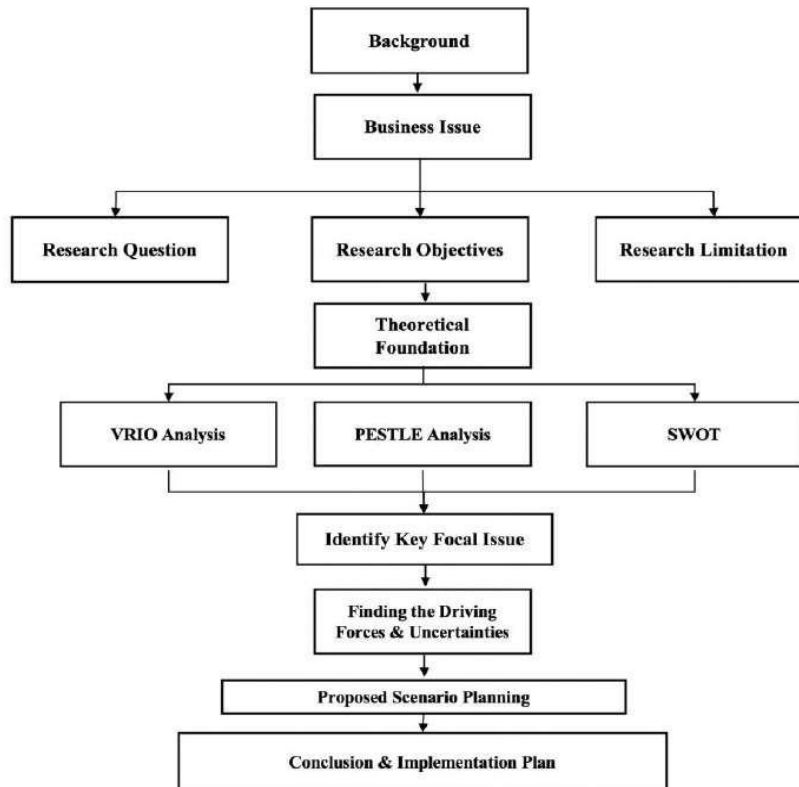 Background
Business Issue
Research Question
Research Objectives
Research Limitation
Theoretical
Foundation
VRIO Analysis
PESTLE Analysis
SWOT
Identify Key Focal Issue
Finding the Driving
Forces & Uncertainties
Proposed Scenario Planning
Conclusion & Implementation Plan